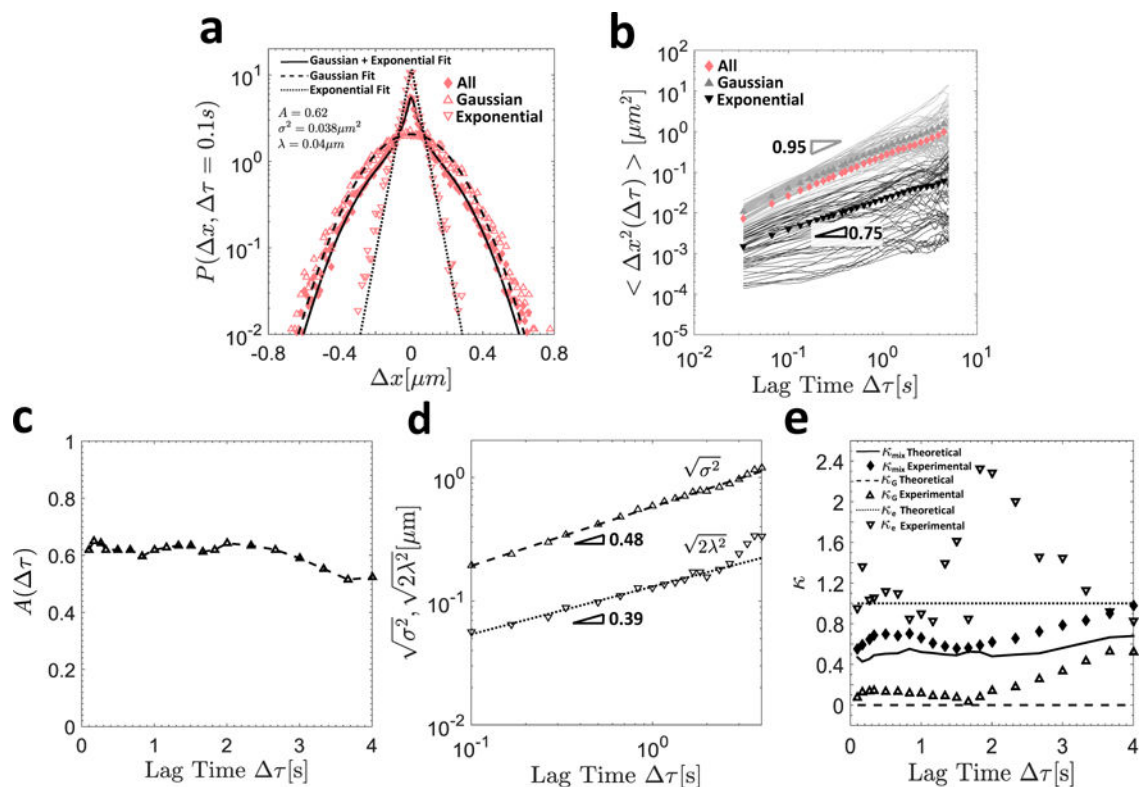 a
Gaussian + Exponential Fit
Gaussian Fit
Exponential Fit
A = 0.62
σ² = 0.038μm²
λ = 0.04μm
All
Gaussian
Exponential
P(Δx, Δτ = 0.1s)
10¹
10⁰
10⁻¹
10⁻²
-0.8 -0.4 0 0.4 0.8
Δx[μm]
b
All
Gaussian
Exponential
0.95
0.75
< Δx²(Δτ) > [μm²]
10²
10¹
10⁰
10⁻¹
10⁻²
10⁻³
10⁻⁴
10⁻⁵
10⁻² 10⁻¹ 10⁰ 10¹
Lag Time Δτ[s]
c
A(Δτ)
1
0.8
0.6
0.4
0.2
0
0 1 2 3 4
Lag Time Δτ[s]
d
√σ², √2λ²[μm]
√σ²
0.48
√2λ²
0.39
10⁰
10⁻¹
10⁻²
10⁻¹ 10⁰
Lag Time Δτ[s]
e
κmix Theoretical
κmix Experimental
κG Theoretical
κG Experimental
κe Theoretical
κe Experimental
κ
2.4
2
1.6
1.2
0.8
0.4
0
0 1 2 3 4
Lag Time Δτ[s]